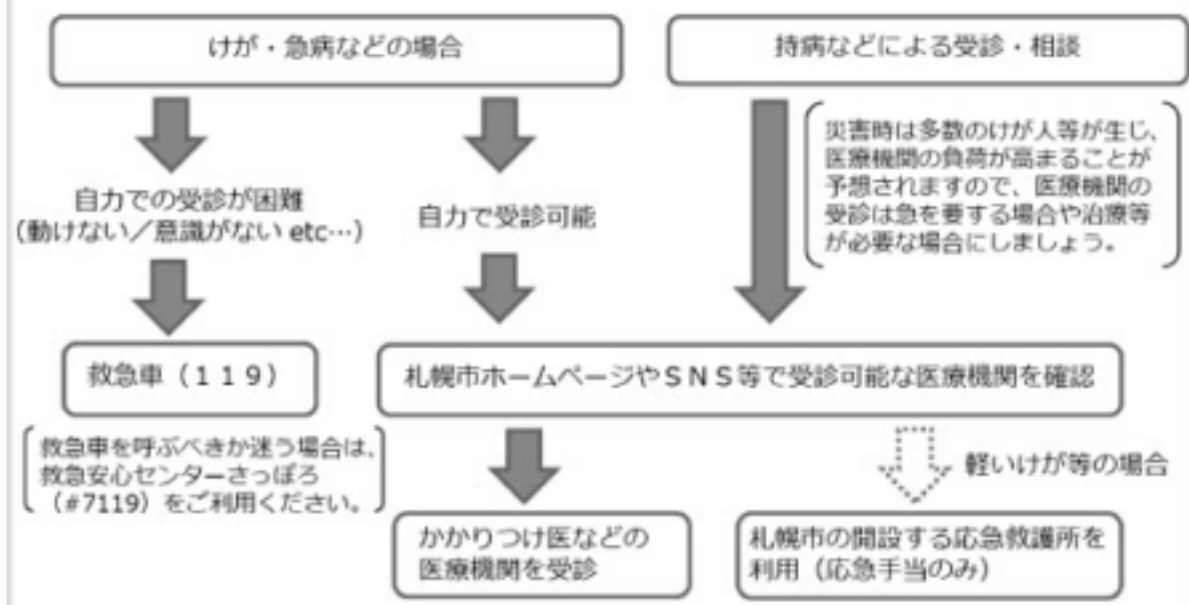 けが・急病などの場合
持病などによる受診・相談
災害時は多数のけが人等が生じ、
医療機関の負荷が高まることが
予想されますので、医療機関の
受診は急を要する場合や治療等
が必要な場合にしましょう。
自力での受診が困難
（動けない／意識がない etc…）
自力で受診可能
救急車（１１９）
札幌市ホームページやＳＮＳ等で受診可能な医療機関を確認
救急車を呼ぶべきか迷う場合は、
救急安心センターさっぽろ
（#7119）をご利用ください。
軽いけが等の場合
かかりつけ医などの
医療機関を受診
札幌市の開設する応急救護所を
利用（応急手当のみ）